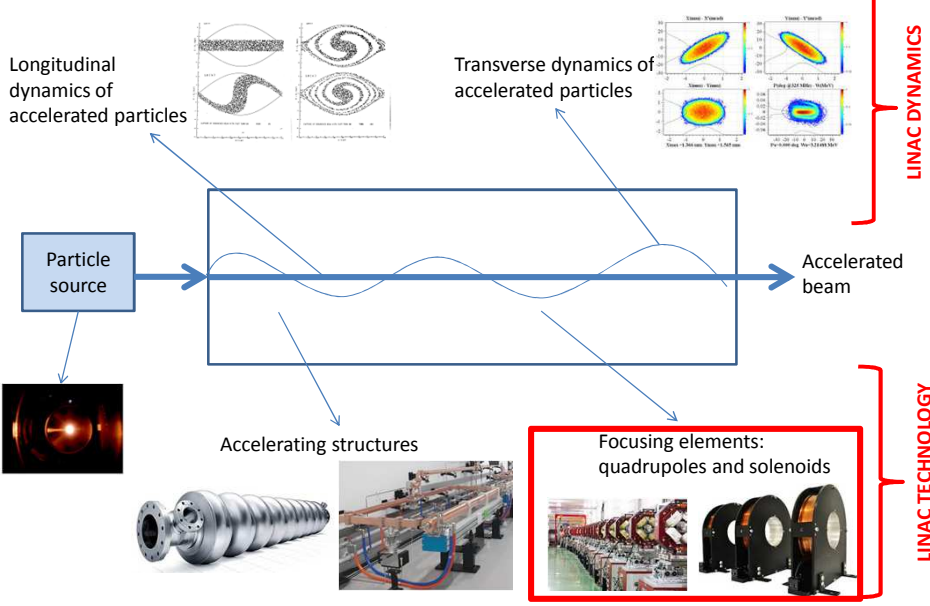 Longitudinal
dynamics of
accelerated particles
Transverse dynamics of
accelerated particles
LINAC DYNAMICS
Particle
source
Accelerated
beam
Accelerating structures
Focusing elements:
quadrupoles and solenoids
LINAC TECHNOLOGY